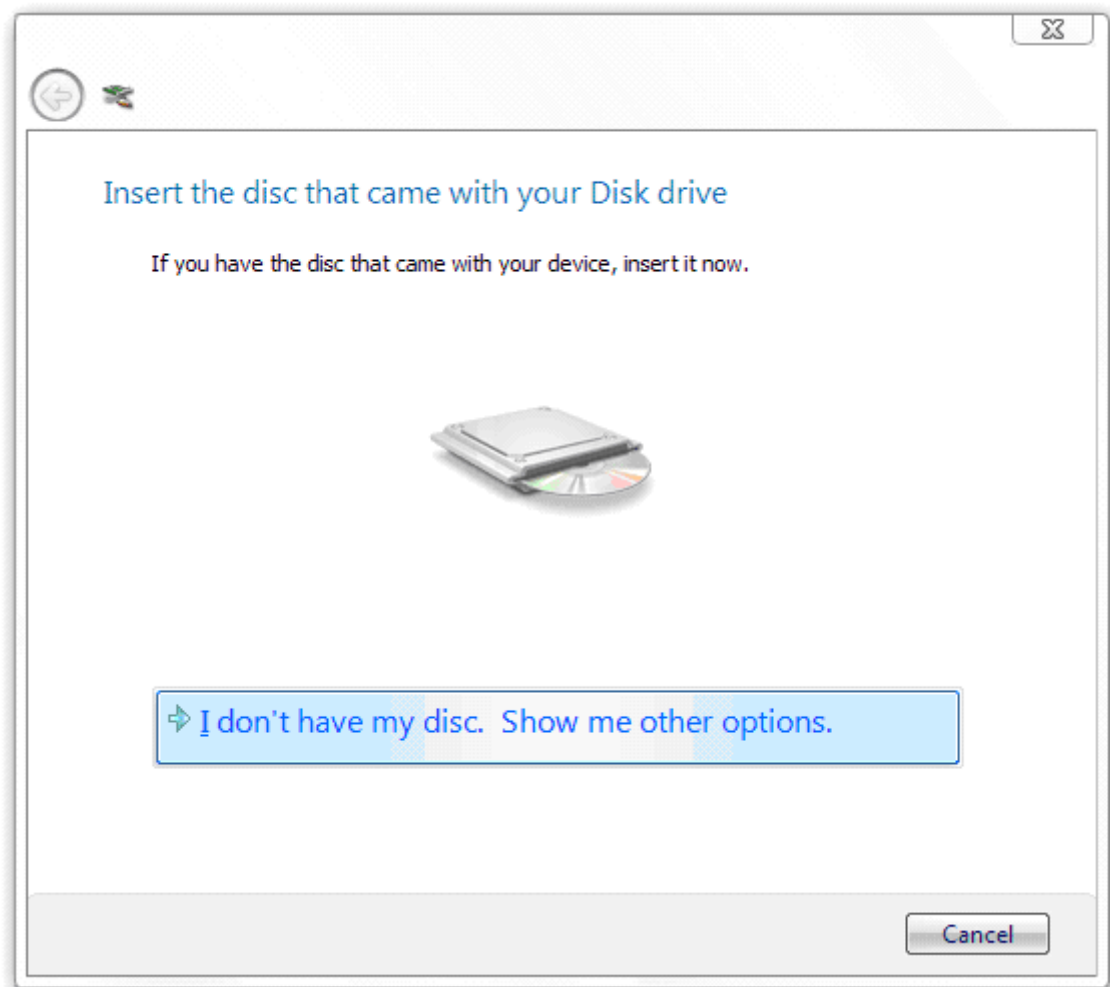 Insert the disc that came with your Disk drive
If you have the disc that came with your device, insert it now.
I don't have my disc.  Show me other options.
Cancel